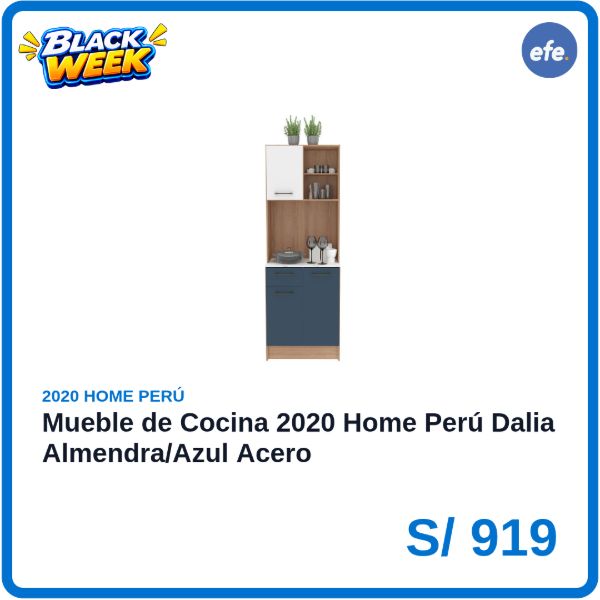 BLACK
WEEK
efe.
2020 HOME PERÚ
Mueble de Cocina 2020 Home Perú Dalia
Almendra/Azul Acero
S/ 919